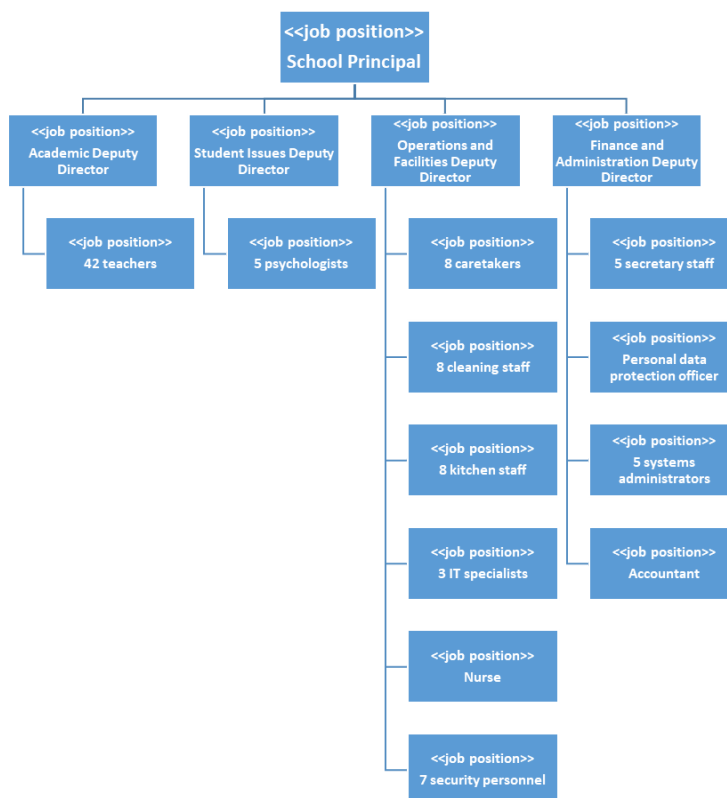 <<job position>>
School Principal
<<job position>>
Academic Deputy
Director
<<job position>>
Student Issues Deputy
Director
<<job position>>
Operations and
Facilities Deputy
Director
<<job position>>
Finance and
Administration Deputy
Director
<<job position>>
42 teachers
<<job position>>
5 psychologists
<<job position>>
8 caretakers
<<job position>>
8 cleaning staff
<<job position>>
8 kitchen staff
<<job position>>
3 IT specialists
<<job position>>
Nurse
<<job position>>
7 security personnel
<<job position>>
5 secretary staff
<<job position>>
Personal data
protection officer
<<job position>>
5 systems
administrators
<<job position>>
Accountant